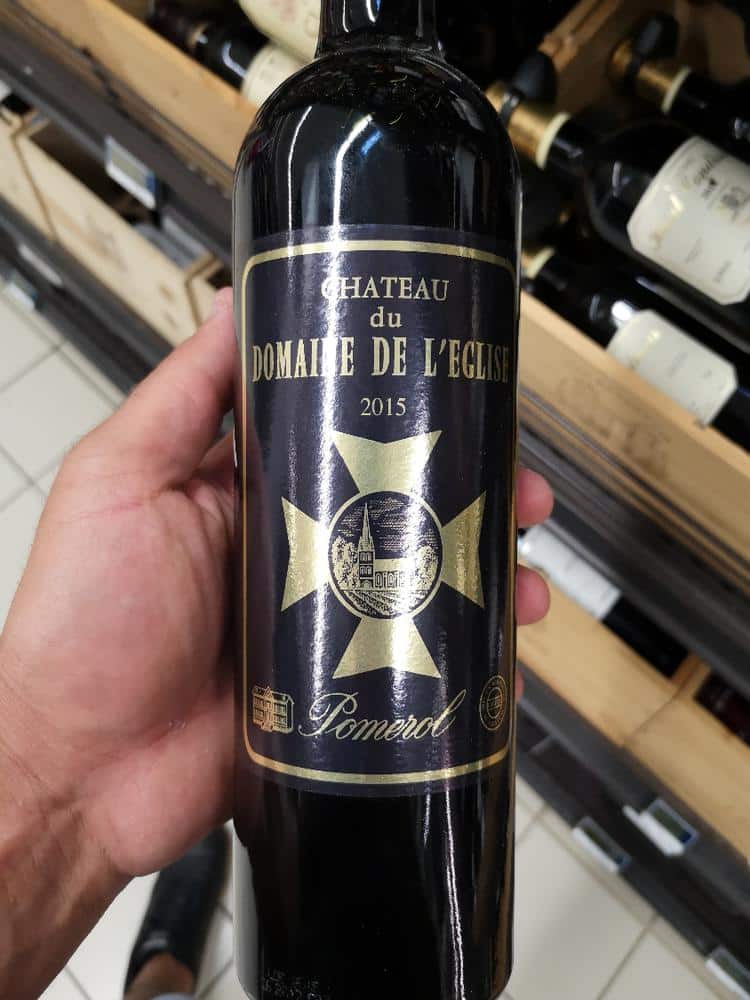 CHATEAU
du
DOMAINE DE L'EGLISE
2015
Pomerol